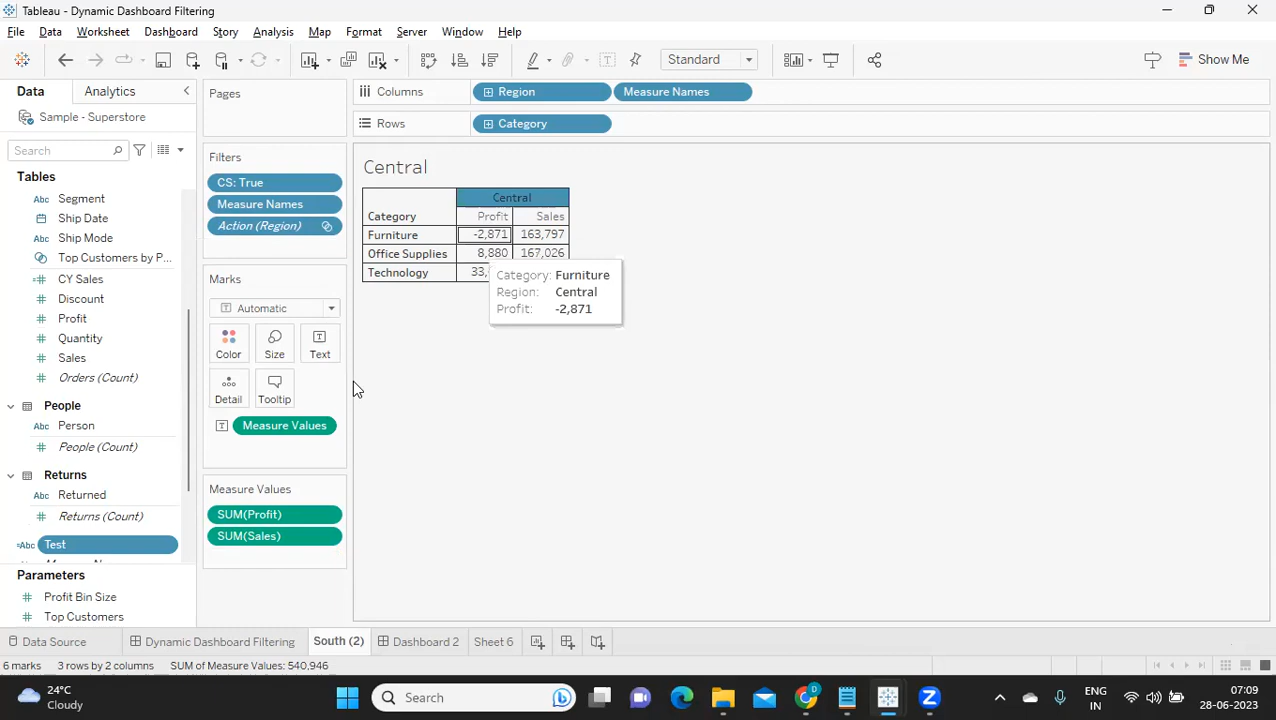 Tableau - Dynamic Dashboard Filtering
File Data Worksheet Dashboard Story Analysis Map Format Server Window Help
Standard
Show Me
Data Analytics
Sample - Superstore
Search
Tables
Abc Segment
Ship Date
Abc Ship Mode
Top Customers by P...
=# CY Sales
# Discount
# Profit
# Quantity
# Sales
# Orders (Count)
People
Abc Person
# People (Count)
Returns
Abc Returned
# Returns (Count)
=Abc Test
Parameters
# Profit Bin Size
# Top Customers
Pages
Filters
CS: True
Measure Names
Action (Region)
Marks
T Automatic
Color Size T Text
Detail Tooltip
T Measure Values
Measure Values
SUM(Profit)
SUM(Sales)
Columns Region Measure Names
Rows Category
Central
Central
Category Profit Sales
Furniture -2,871 163,797
Office Supplies 8,880 167,026
Technology 33,
Category: Furniture
Region: Central
Profit: -2,871
Data Source Dynamic Dashboard Filtering South (2) Dashboard 2 Sheet 6
6 marks 3 rows by 2 columns SUM of Measure Values: 540,946
24°C
Cloudy
Search
D
ENG
IN
07:09
28-06-2023